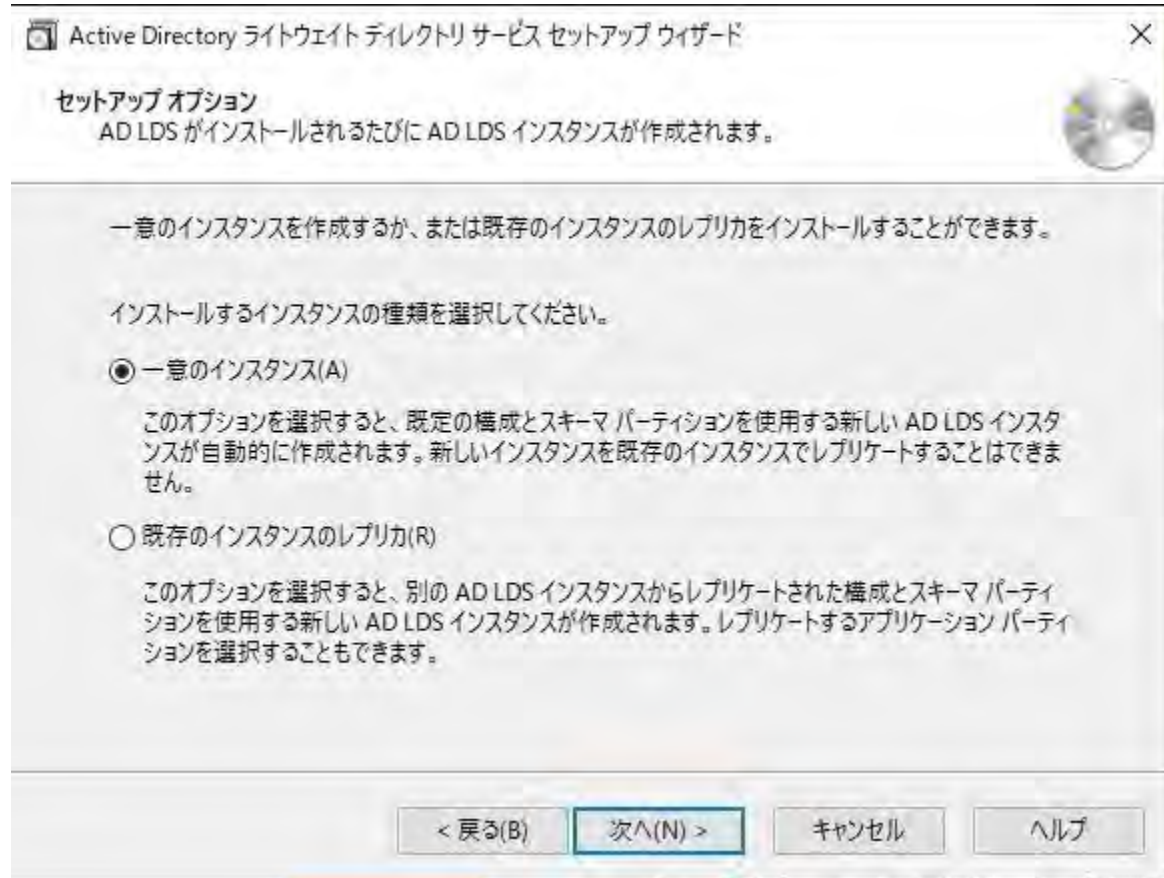 Active Directory ライトウェイト ディレクトリ サービス セットアップ ウィザード
セットアップ オプション
AD LDS がインストールされるたびに AD LDS インスタンスが作成されます。
一意のインスタンスを作成するか、または既存のインスタンスのレプリカをインストールすることができます。
インストールするインスタンスの種類を選択してください。
一意のインスタンス(A)
このオプションを選択すると、既定の構成とスキーマ パーティションを使用する新しい AD LDS インスタ
ンスが自動的に作成されます。新しいインスタンスを既存のインスタンスでレプリケートすることはできま
せん。
既存のインスタンスのレプリカ(R)
このオプションを選択すると、別の AD LDS インスタンスからレプリケートされた構成とスキーマ パーティ
ションを使用する新しい AD LDS インスタンスが作成されます。レプリケートするアプリケーション パーティ
ションを選択することもできます。
< 戻る(B)
次へ(N) >
キャンセル
ヘルプ